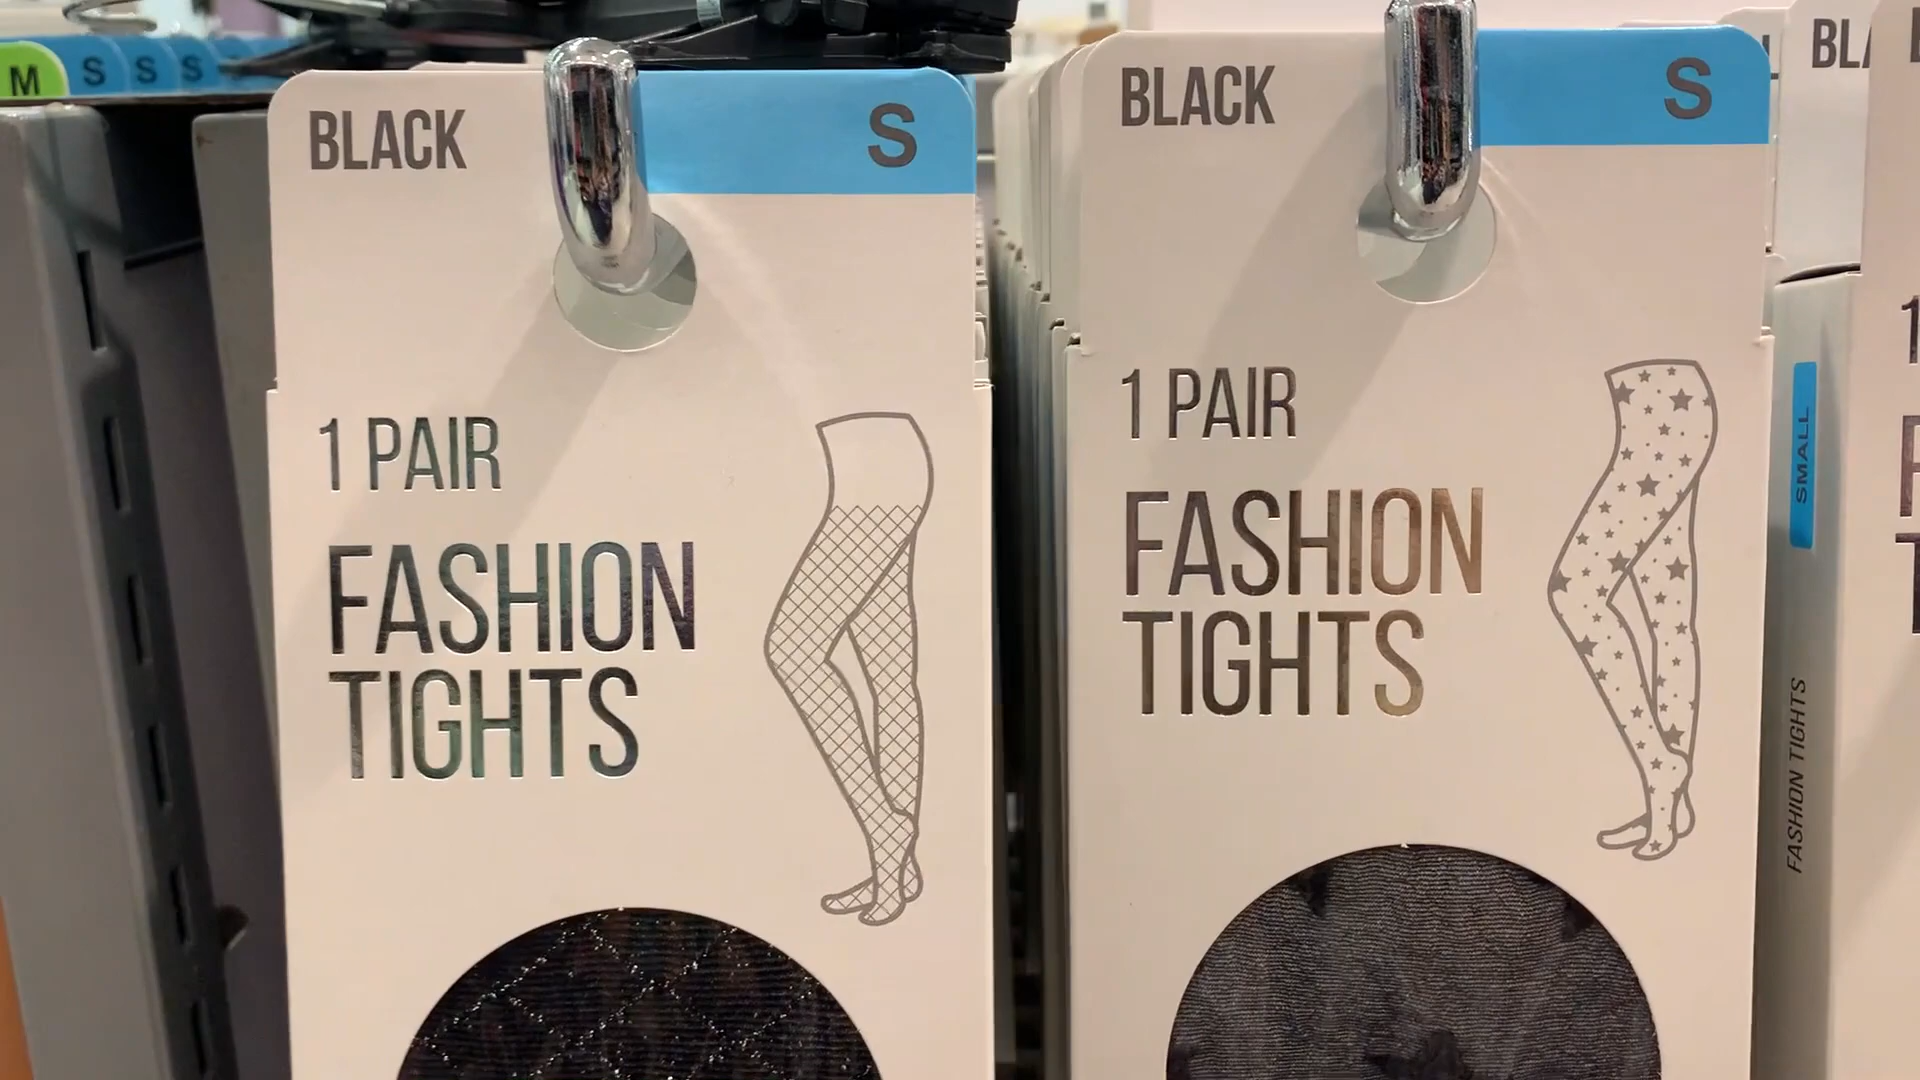 M S S S
BLACK S
1 PAIR
FASHION
TIGHTS
BLACK S
1 PAIR
FASHION
TIGHTS
SMALL
FASHION TIGHTS